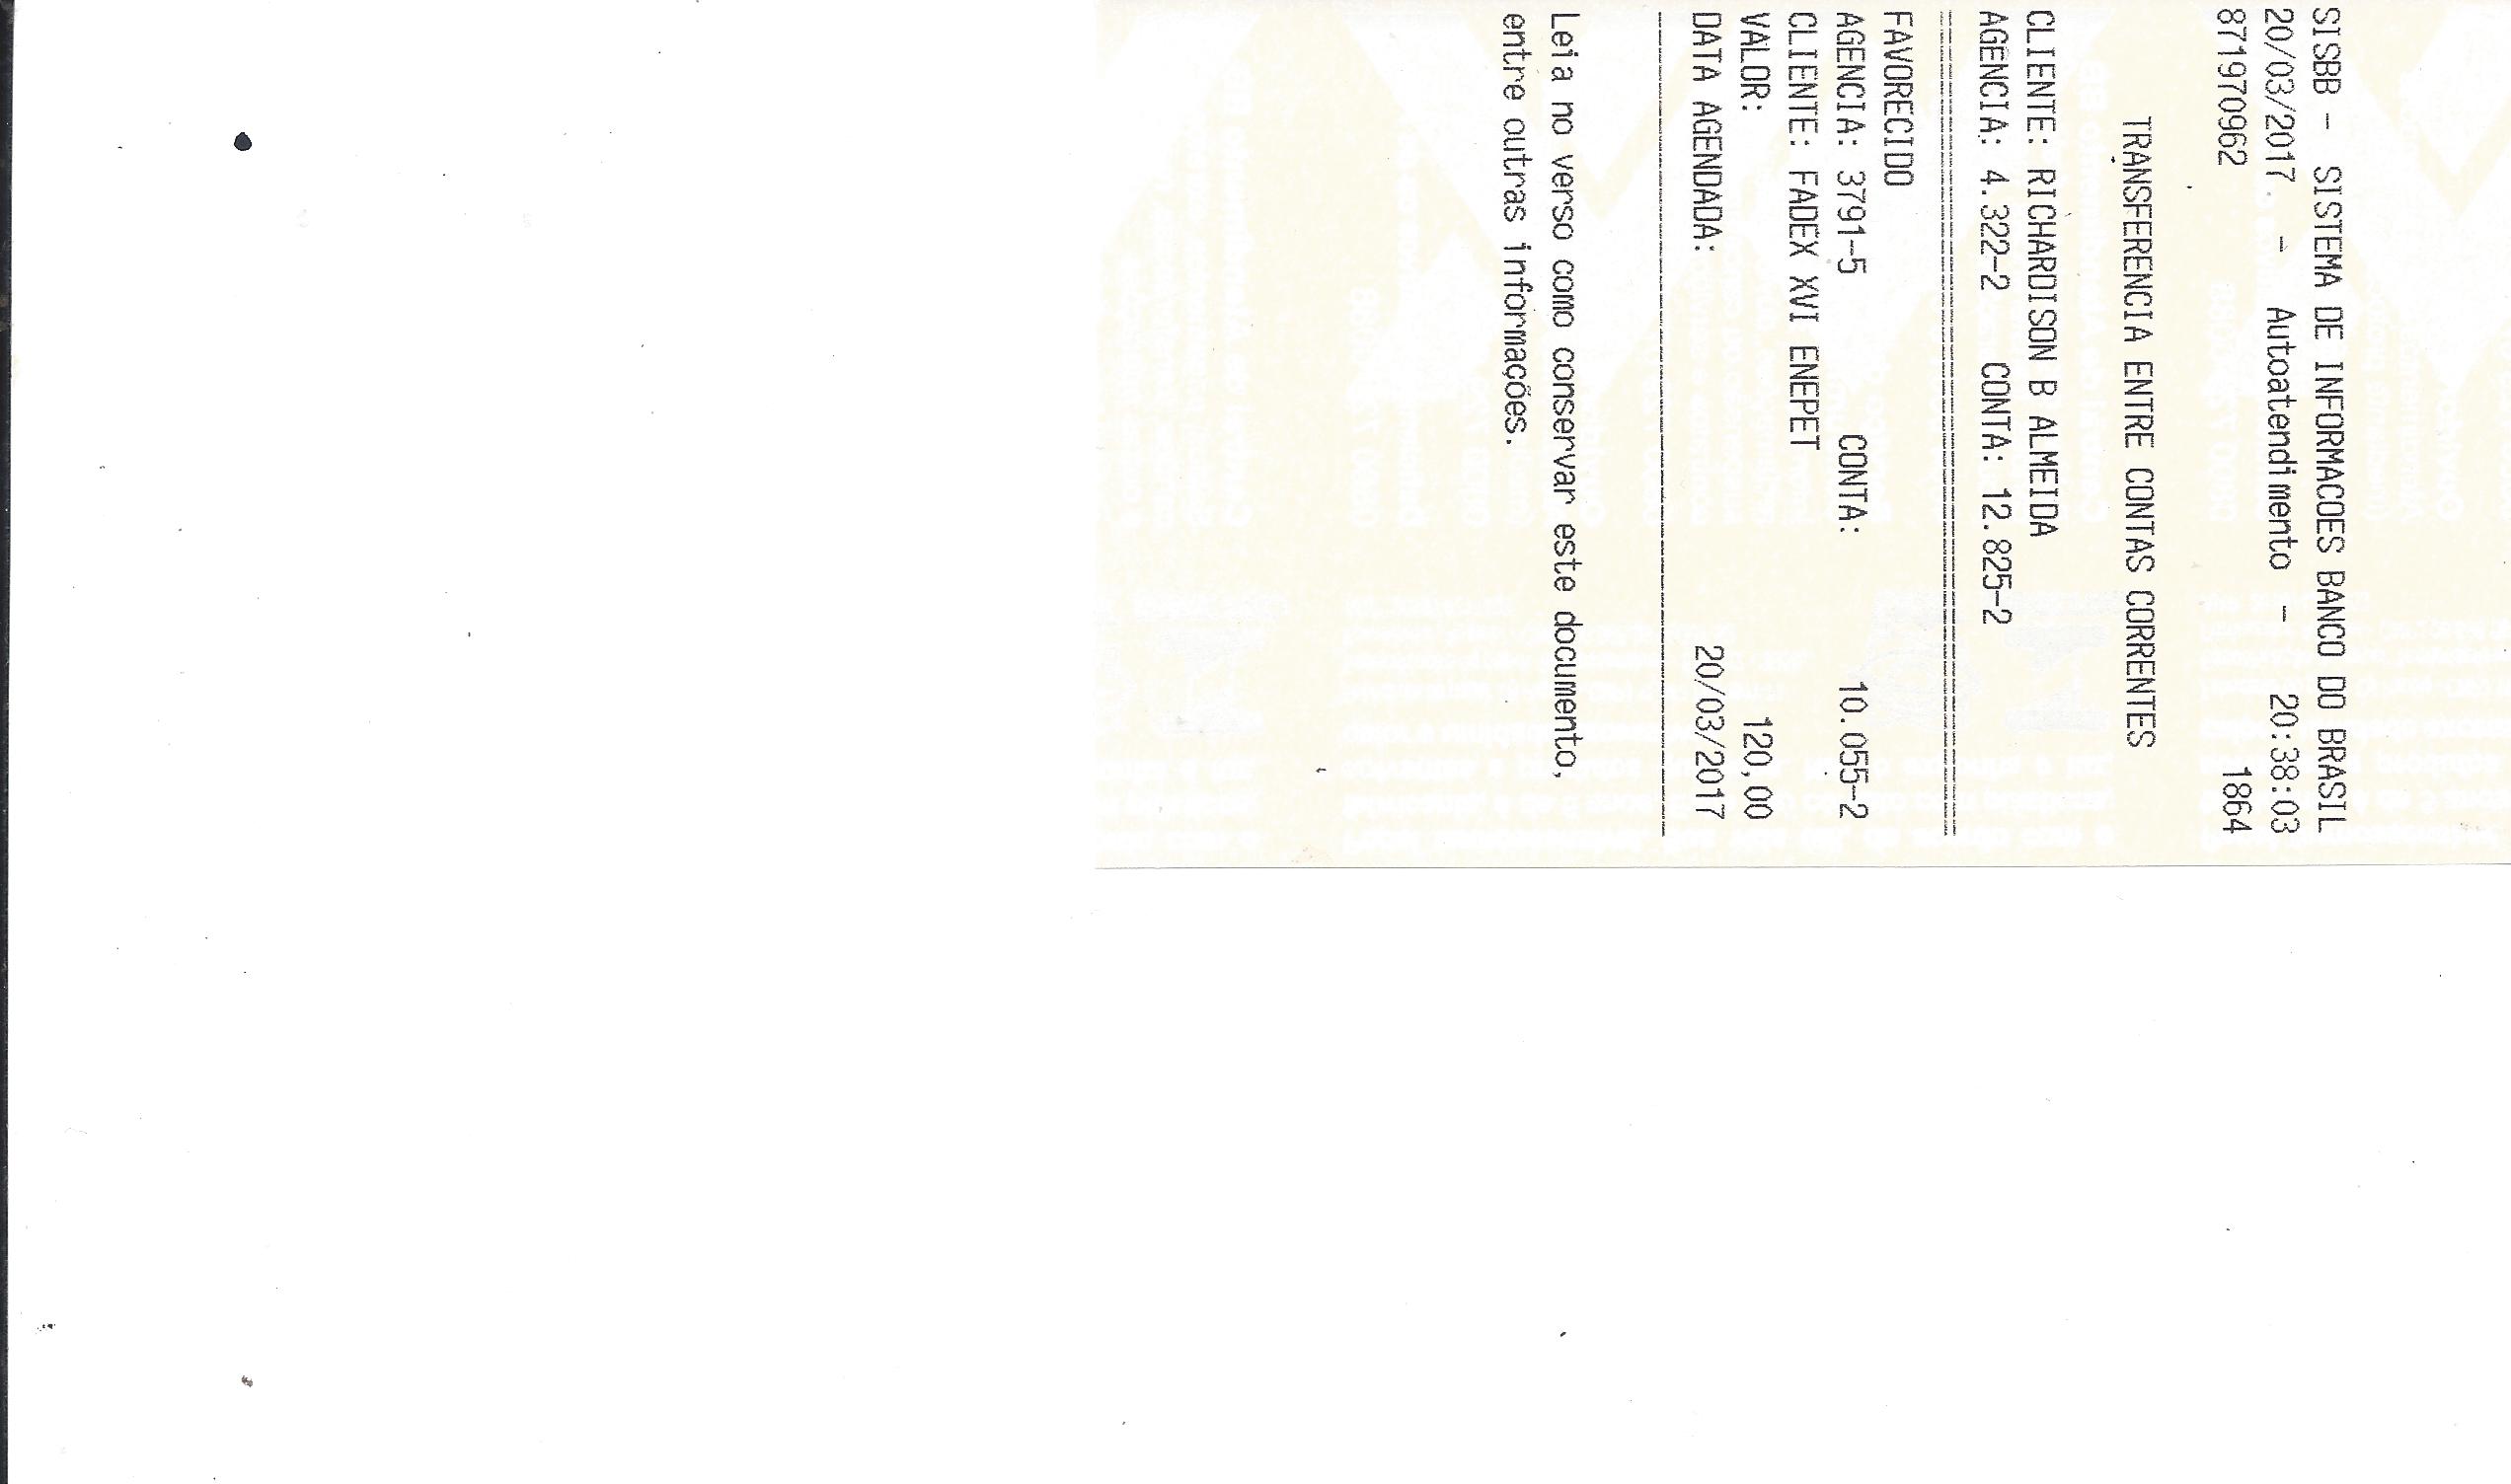 SISBB - SISTEMA DE INFORMACOES BANCO DO BRASIL
20/03/2017 - Autoatendimento - 20:38:03
871970962 1864
TRANSFERENCIA ENTRE CONTAS CORRENTES
CLIENTE: RICHARDISON B ALMEIDA
AGENCIA: 4.322-2 CONTA: 12.825-2
FAVORECIDO
AGENCIA: 3791-5 CONTA: 10.055-2
CLIENTE: FADEX XVI ENEPET
VALOR: 120,00
DATA AGENDADA: 20/03/2017
Leia no verso como conservar este documento,
entre outras informações.